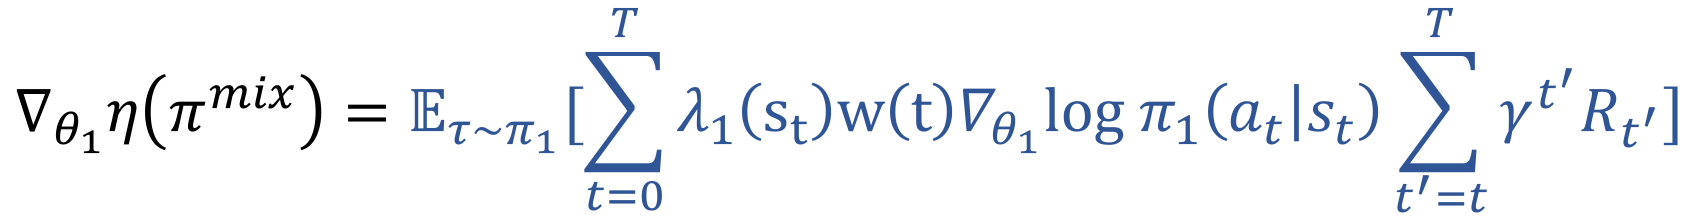 ∇_{θ_1} η(π^{mix}) = 𝔼_{τ∼π_1} [∑_{t=0}^{T} λ_1(s_t)w(t)∇_{θ_1} log π_1(a_t|s_t) ∑_{t′=t}^{T} γ^{t′} R_{t′}]